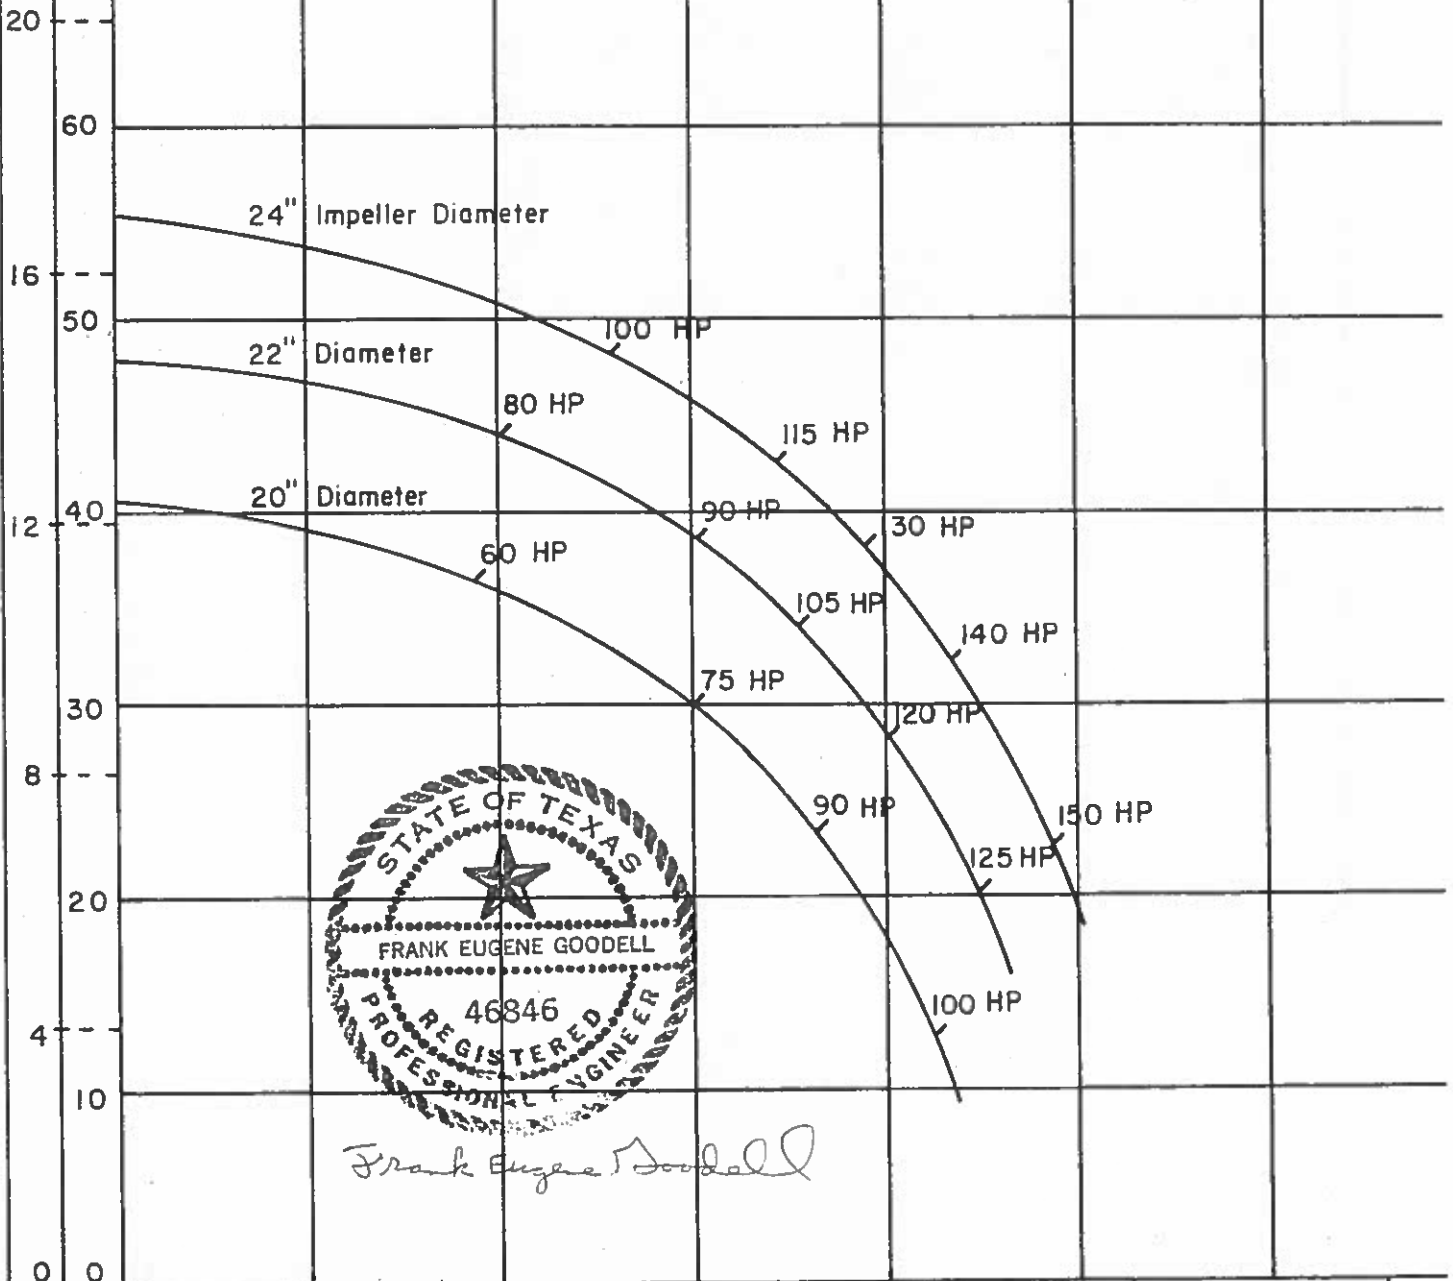 20
60
24" Impeller Diameter
16
50
100 HP
22" Diameter
80 HP
115 HP
20" Diameter
40
90 HP
12
30 HP
60 HP
105 HP
140 HP
75 HP
30
120 HP
8
STATE OF TEXAS
90 HP
150 HP
125 HP
20
FRANK EUGENE GOODELL
46846
100 HP
REGISTERED
PROFESSIONAL ENGINEER
4
10
Frank Eugene Goodell
0 0